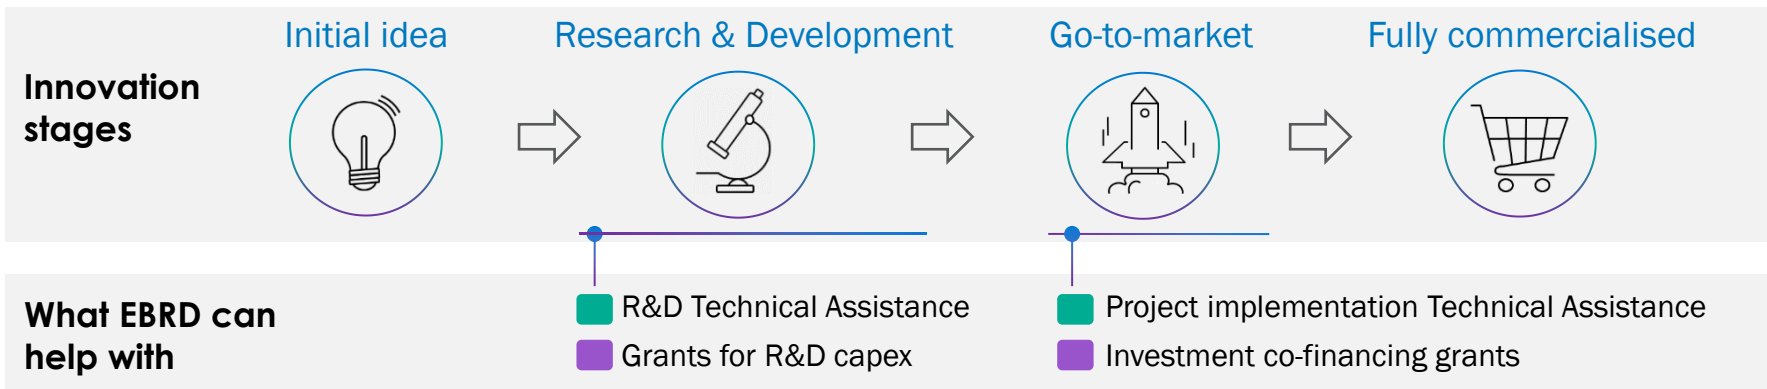 Initial idea
Research & Development
Go-to-market
Fully commercialised
Innovation
stages
What EBRD can
help with
R&D Technical Assistance
Grants for R&D capex
Project implementation Technical Assistance
Investment co-financing grants